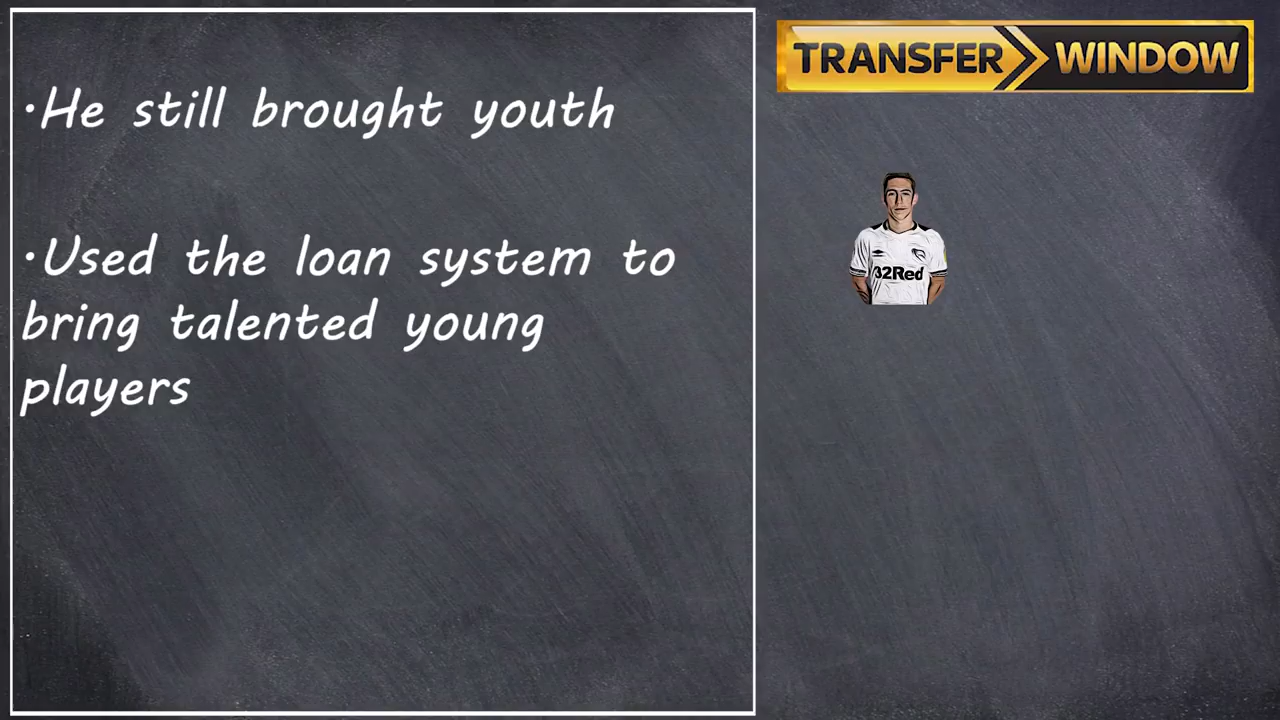 •He still brought youth
•Used the loan system to
bring talented young
players
TRANSFER WINDOW
32Red